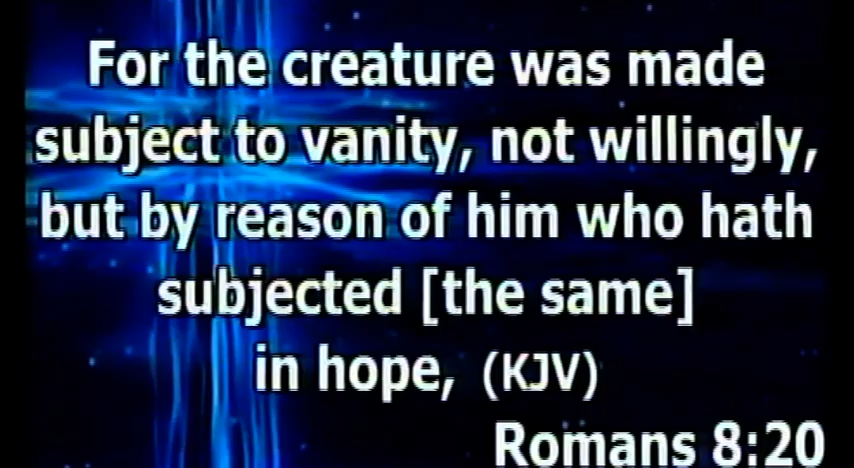 For the creature was made
subject to vanity, not willingly,
but by reason of him who hath
subjected [the same]
in hope, (KJV)
Romans 8:20